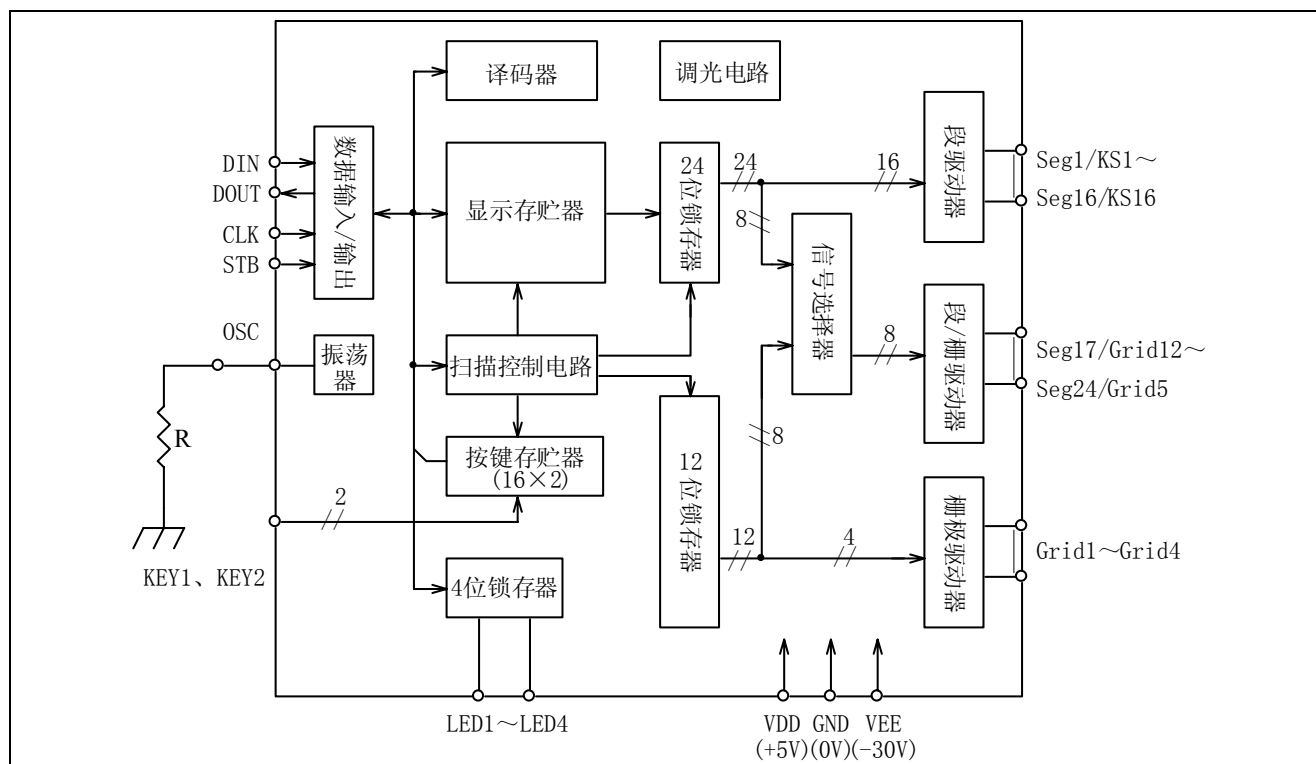 译码器
调光电路
数据输入/输出
DIN
DOUT
CLK
STB
显示存贮器
24位锁存器
24
16
8
段驱动器
Seg1/KS1～
Seg16/KS16
信号选择器
OSC
振荡器
扫描控制电路
8
段/栅驱动器
Seg17/Grid12～
Seg24/Grid5
R
按键存贮器
(16×2)
2
KEY1、KEY2
12位锁存器
8
12
4
栅极驱动器
Grid1～Grid4
4位锁存器
LED1～LED4
VDD GND VEE
(+5V)(0V)(-30V)